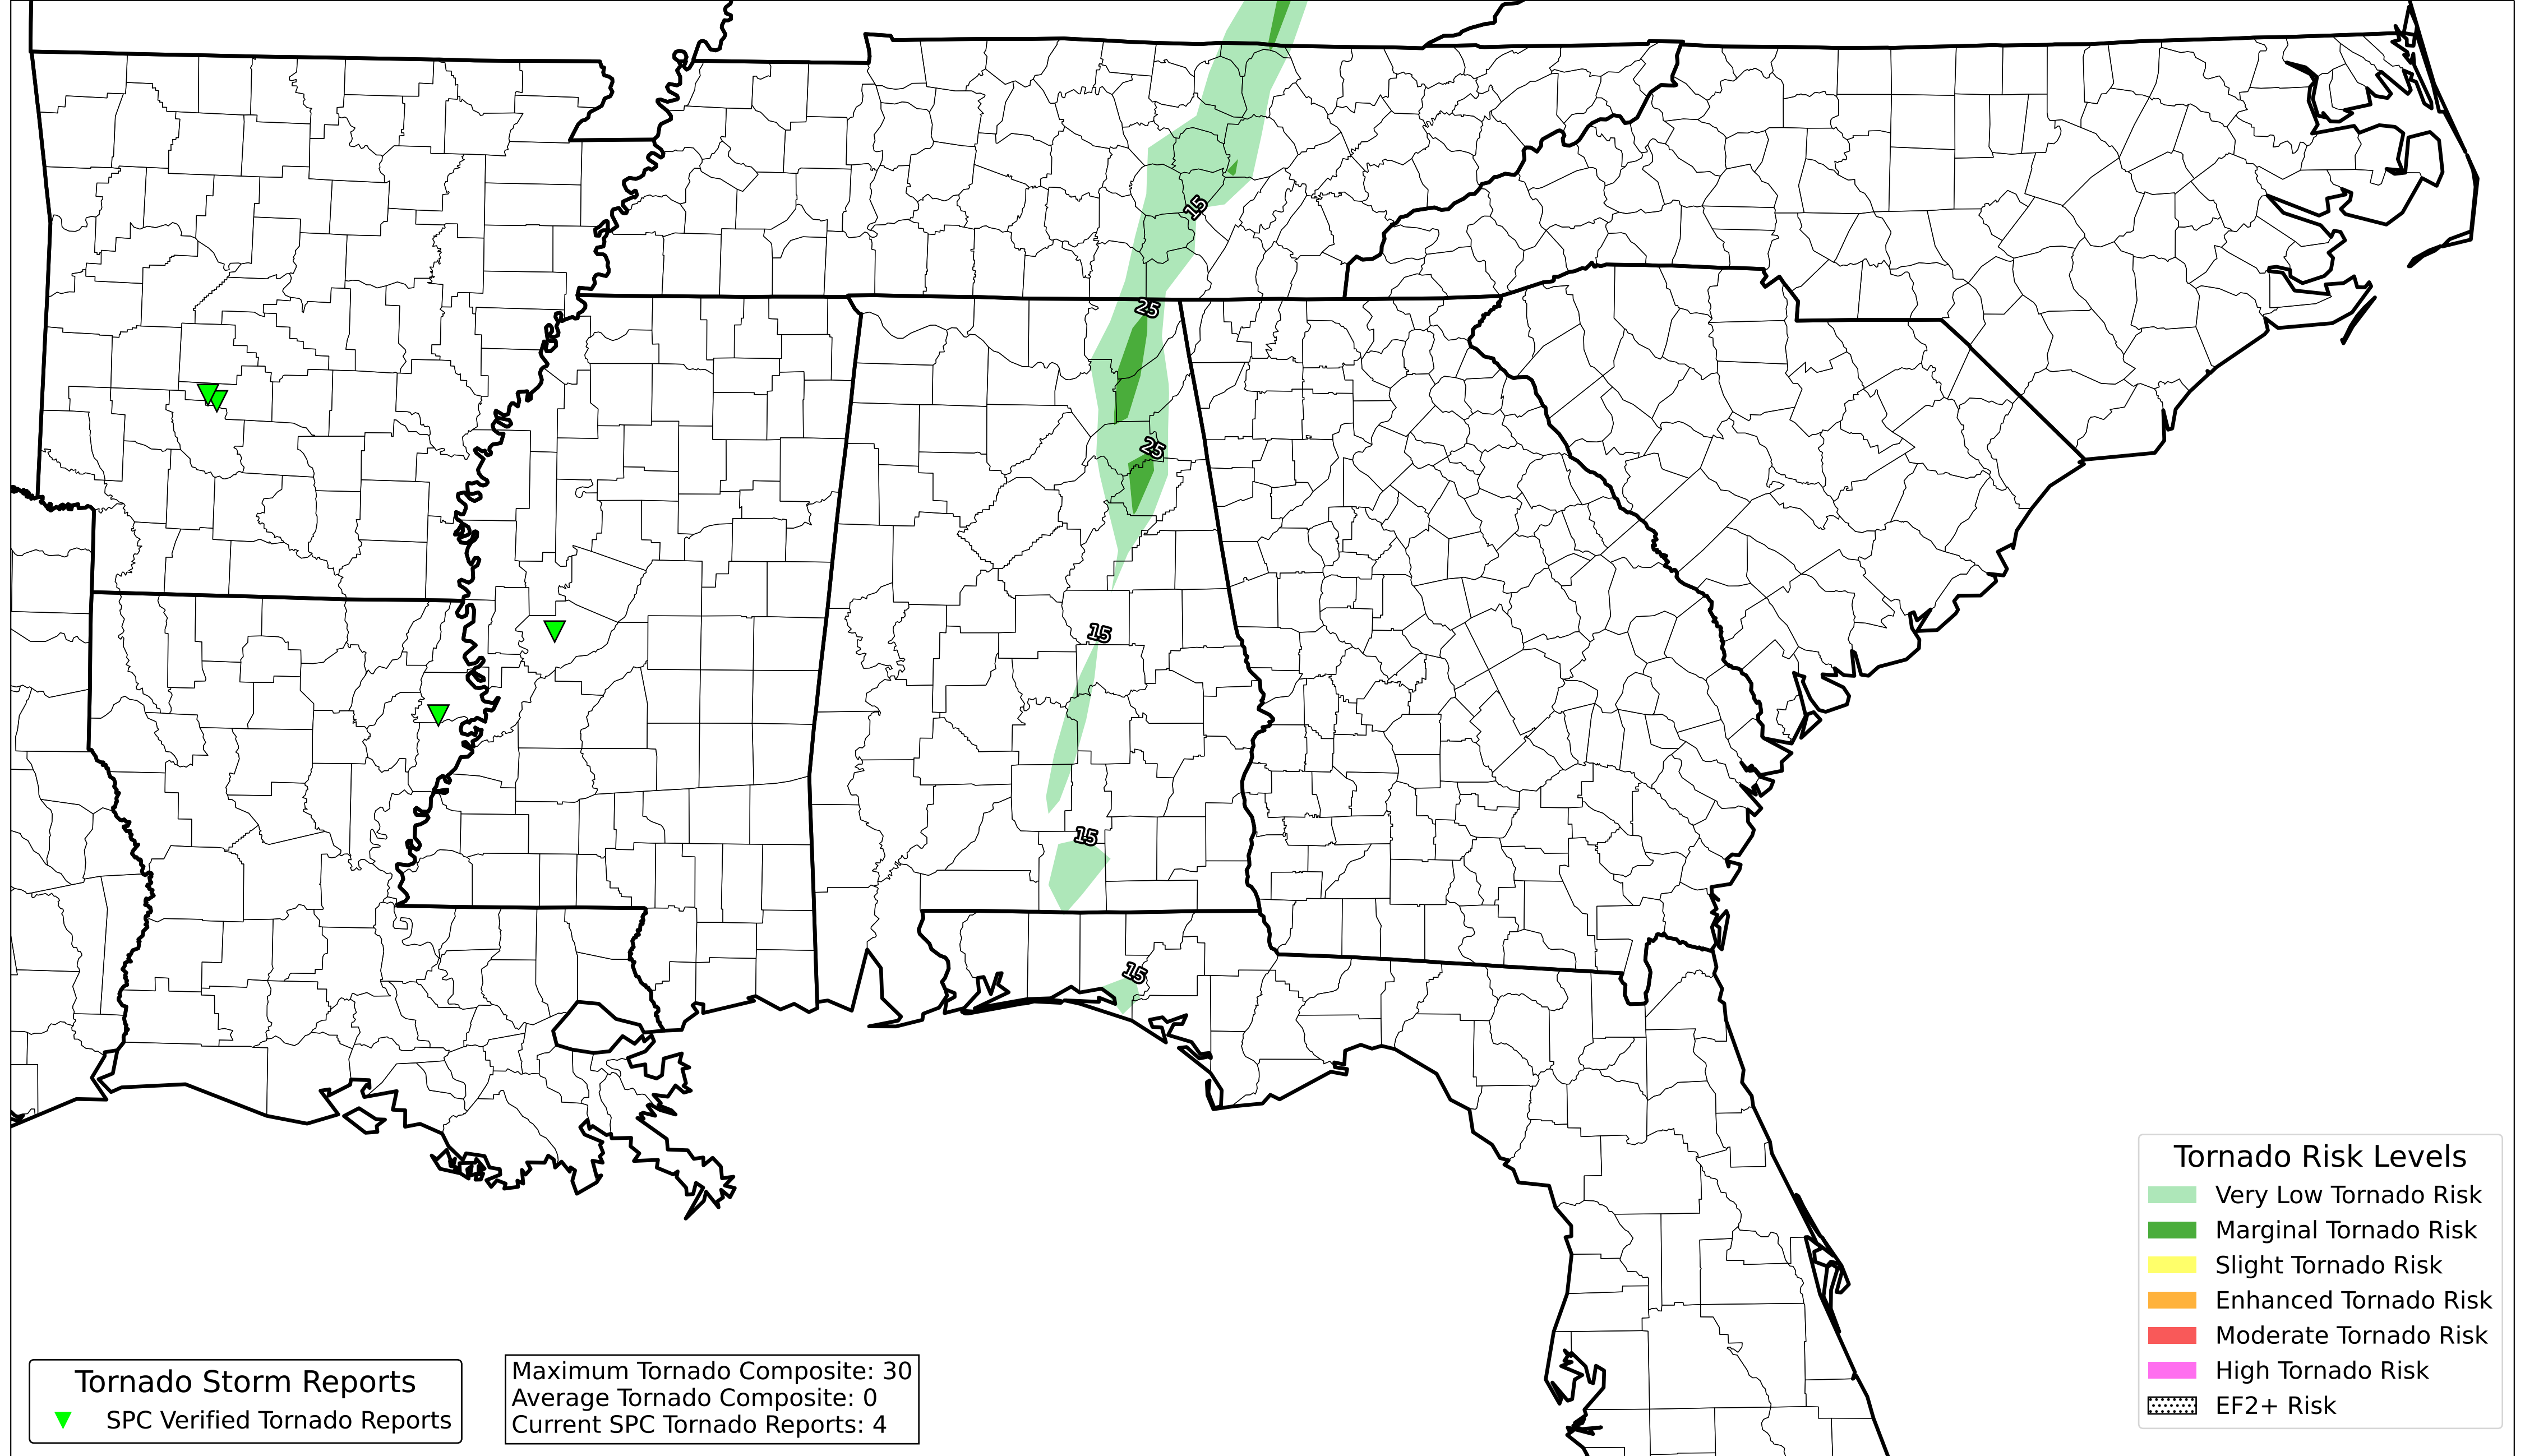 15
25
25
15
15
15
Tornado Risk Levels
Very Low Tornado Risk
Marginal Tornado Risk
Slight Tornado Risk
Enhanced Tornado Risk
Moderate Tornado Risk
High Tornado Risk
EF2+ Risk
Tornado Storm Reports
SPC Verified Tornado Reports
Maximum Tornado Composite: 30
Average Tornado Composite: 0
Current SPC Tornado Reports: 4